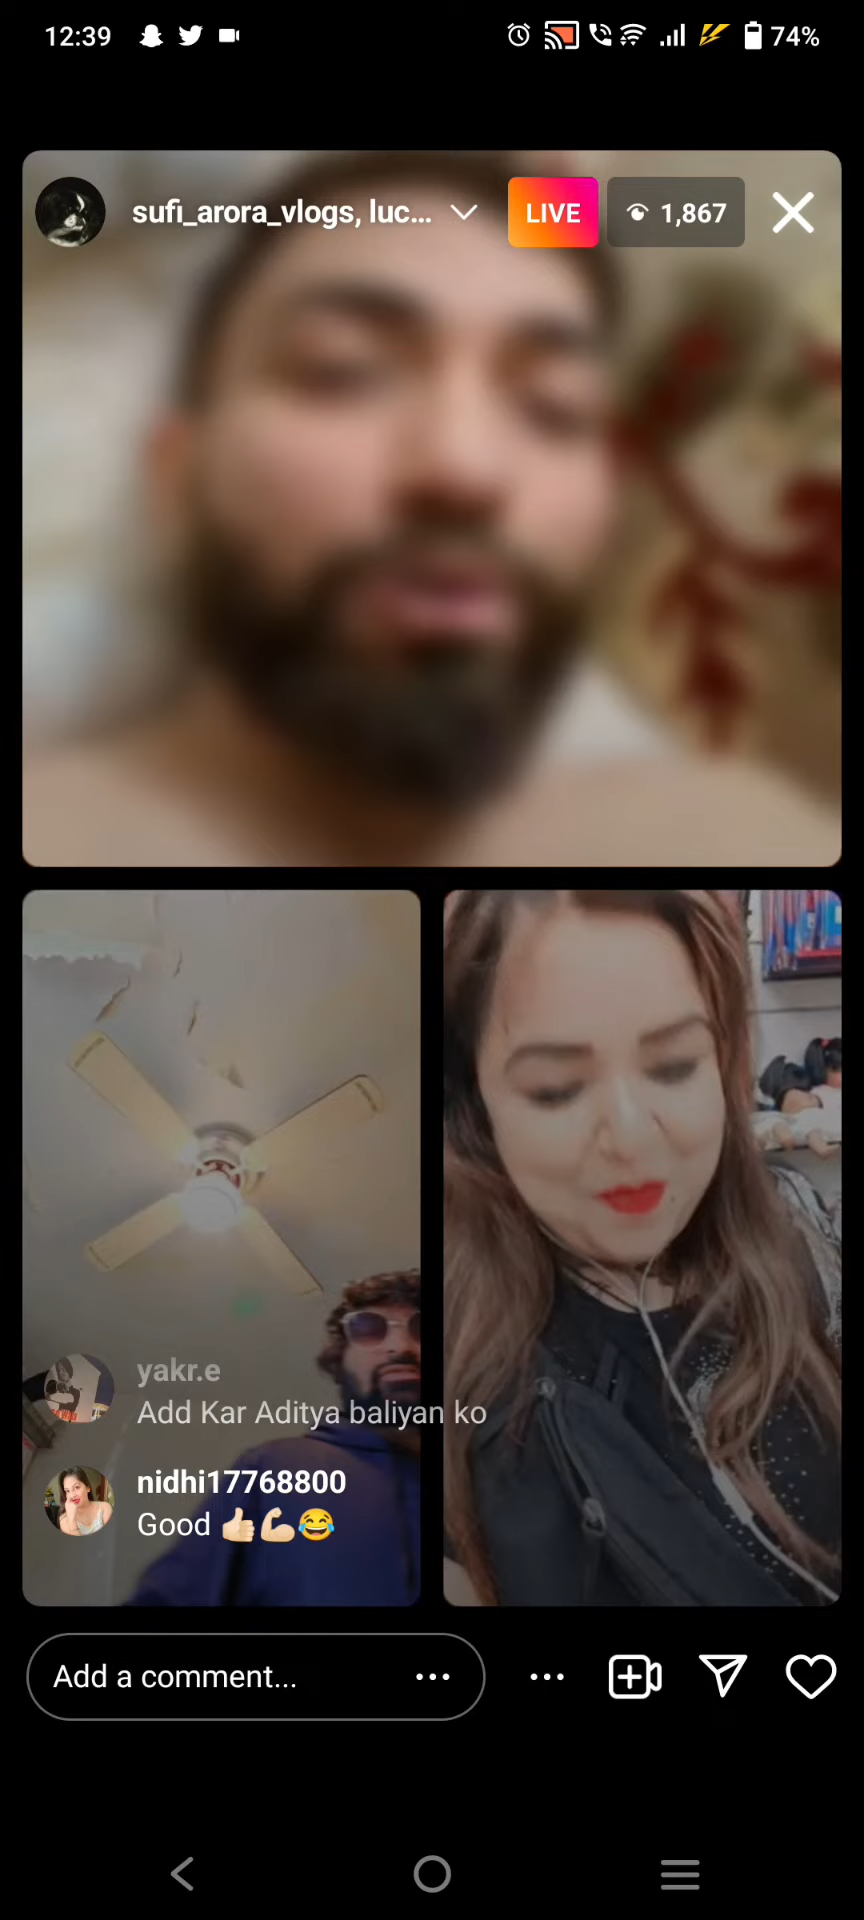 12:39
74%
sufi_arora_vlogs, luc...
LIVE
1,867
yakr.e
Add Kar Aditya baliyan ko
nidhi17768800
Good 👍🏻💪🏻😂
Add a comment...